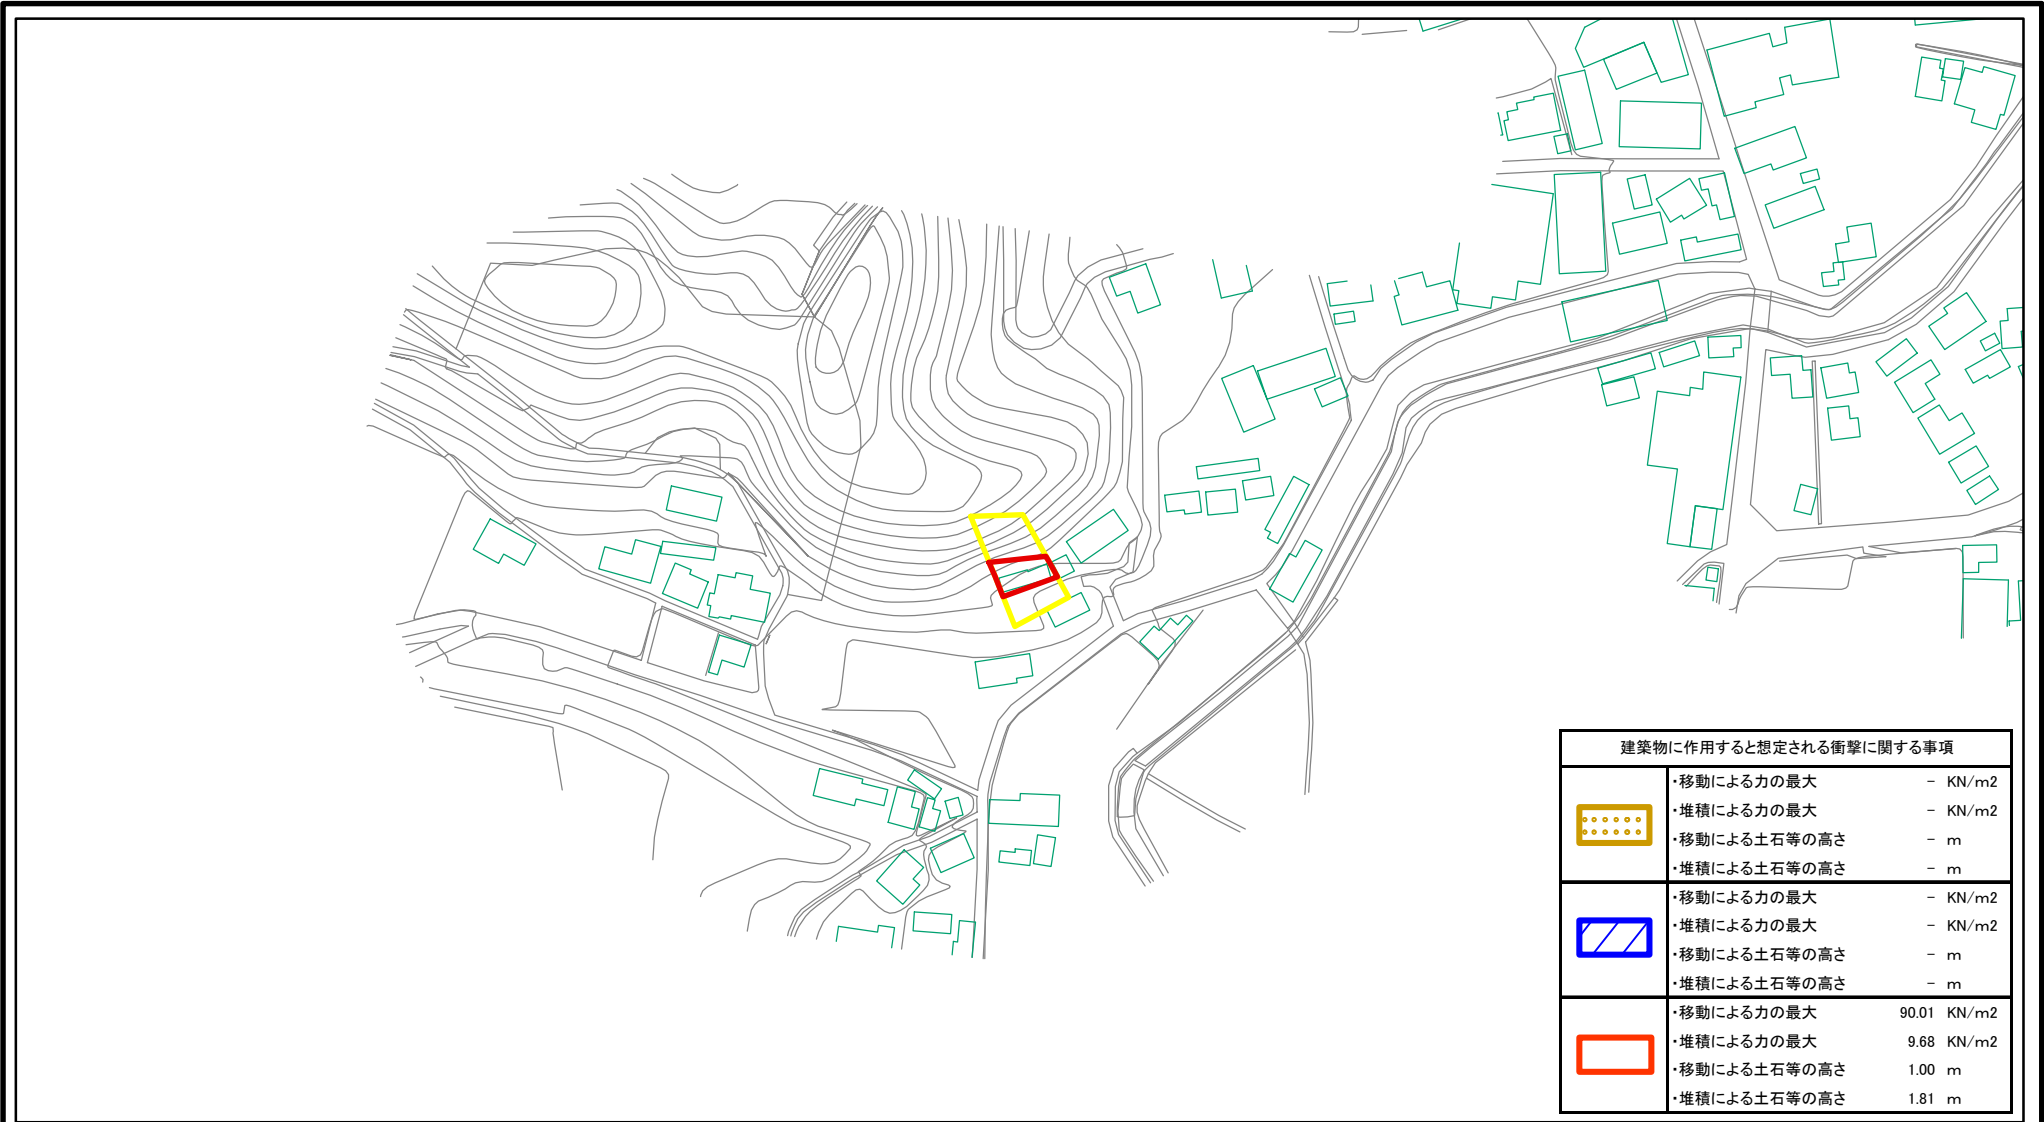 建築物に作用すると想定される衝撃に関する事項
・移動による力の最大 - KN/m2
・堆積による力の最大 - KN/m2
・移動による土石等の高さ - m
・堆積による土石等の高さ - m
・移動による力の最大 - KN/m2
・堆積による力の最大 - KN/m2
・移動による土石等の高さ - m
・堆積による土石等の高さ - m
・移動による力の最大 90.01 KN/m2
・堆積による力の最大 9.68 KN/m2
・移動による土石等の高さ 1.00 m
・堆積による土石等の高さ 1.81 m